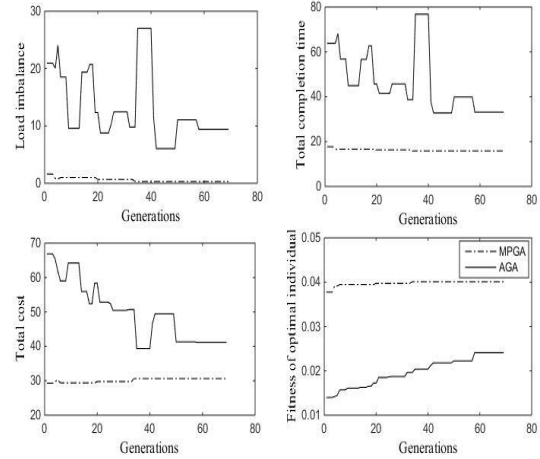 Load imbalance
30
20
10
0
0 20 40 60 80
Generations
Total completion time
80
60
40
20
0
0 20 40 60 80
Generations
Total cost
70
60
50
40
30
20
0 20 40 60 80
Generations
Fitness of optimal individual
0.05
0.04
0.03
0.02
0.01
0 20 40 60 80
Generations
MPGA
AGA